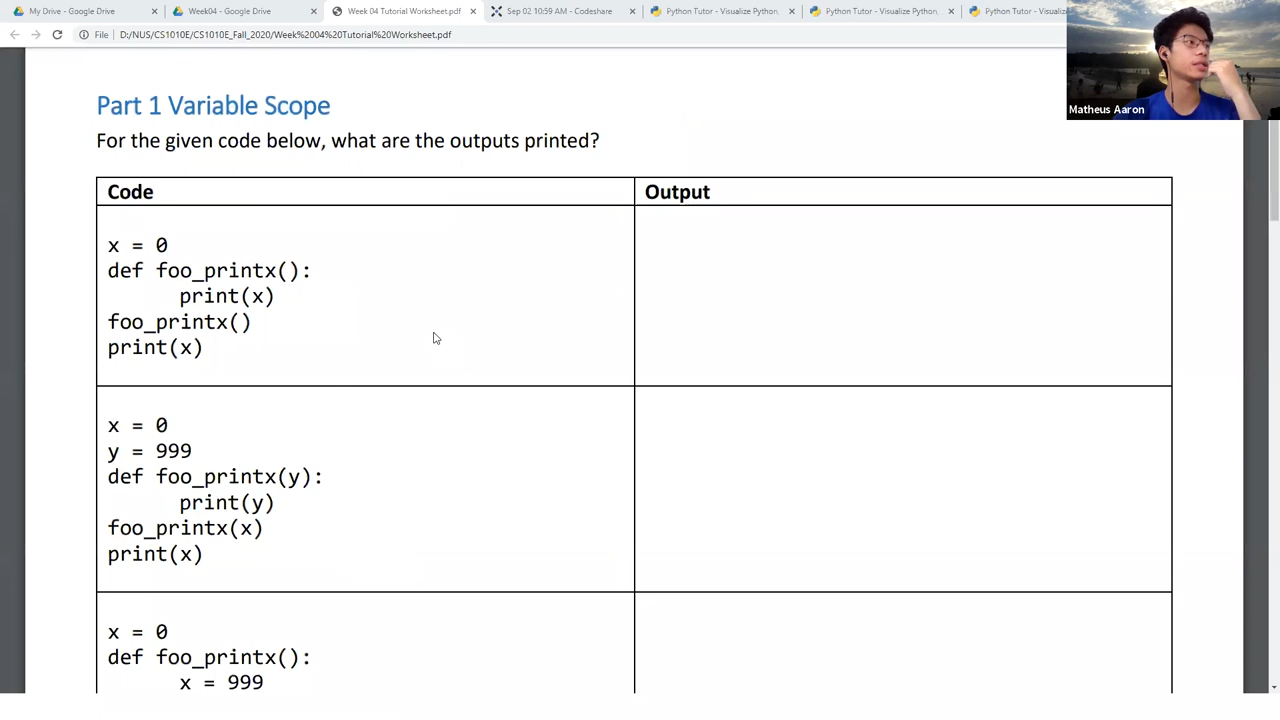 My Drive - Google Drive
Week04 - Google Drive
Week 04 Tutorial Worksheet.pdf
Sep 02 10:59 AM - Codeshare
Python Tutor - Visualize Python,
Python Tutor - Visualize Python,
Python Tutor - Visualiz
File
D:/NUS/CS1010E/CS1010E_Fall_2020/Week%2004%20Tutorial%20Worksheet.pdf
Matheus Aaron
Part 1 Variable Scope
For the given code below, what are the outputs printed?
Code
Output
x = 0
def foo_printx():
print(x)
foo_printx()
print(x)
x = 0
y = 999
def foo_printx(y):
print(y)
foo_printx(x)
print(x)
x = 0
def foo_printx():
x = 999